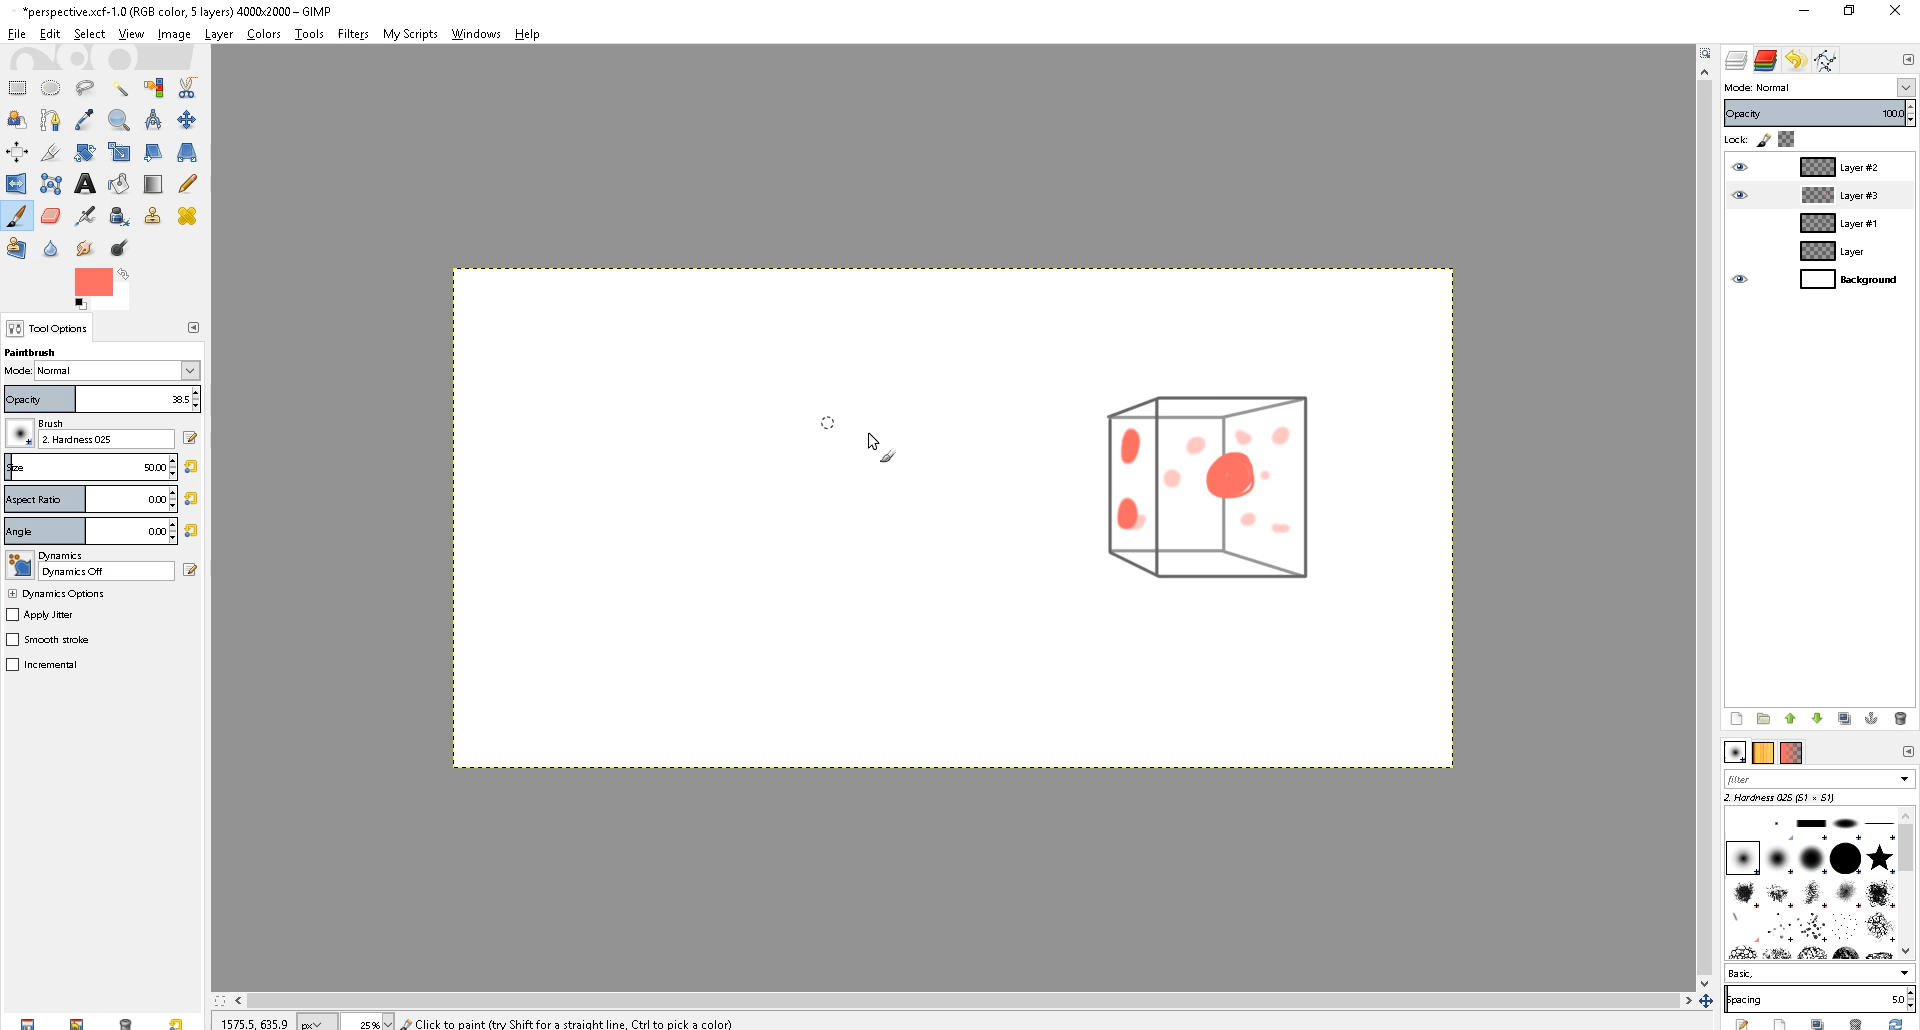 *perspective.xcf-1.0 (RGB color, 5 layers) 4000x2000 – GIMP
File Edit Select View Image Layer Colors Tools Filters My Scripts Windows Help
Tool Options
Paintbrush
Mode: Normal
Opacity 38.5
Brush
2. Hardness 025
Size 50.00
Aspect Ratio 0.00
Angle 0.00
Dynamics
Dynamics Off
Dynamics Options
Apply Jitter
Smooth stroke
Incremental
1575.5, 635.9 px 25% Click to paint (try Shift for a straight line, Ctrl to pick a color)
Mode: Normal
Opacity 100.0
Lock:
Layer #2
Layer #3
Layer #1
Layer
Background
filter
2. Hardness 025 (51 × 51)
Basic,
Spacing 5.0